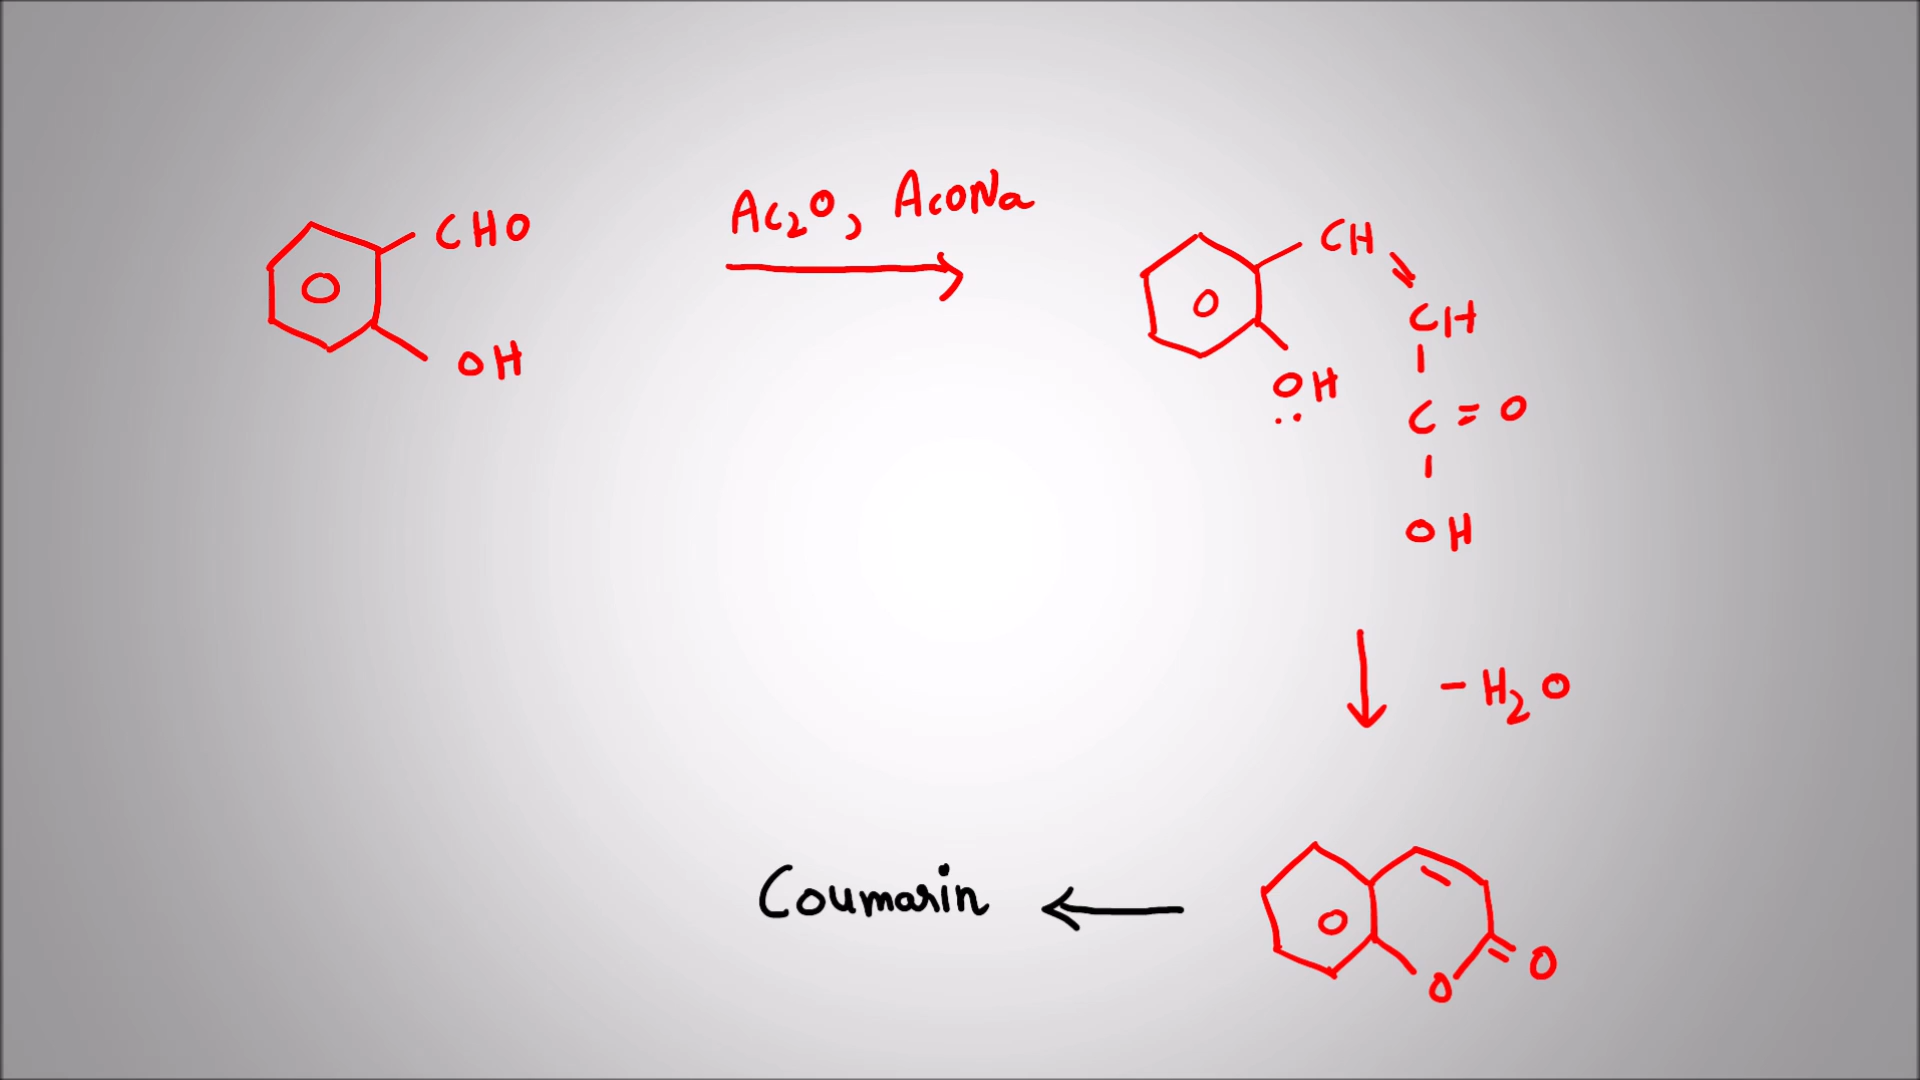 CHO
OH
Ac₂O, AcONa
CH
CH
OH
C = O
OH
- H₂O
O
O
Coumarin